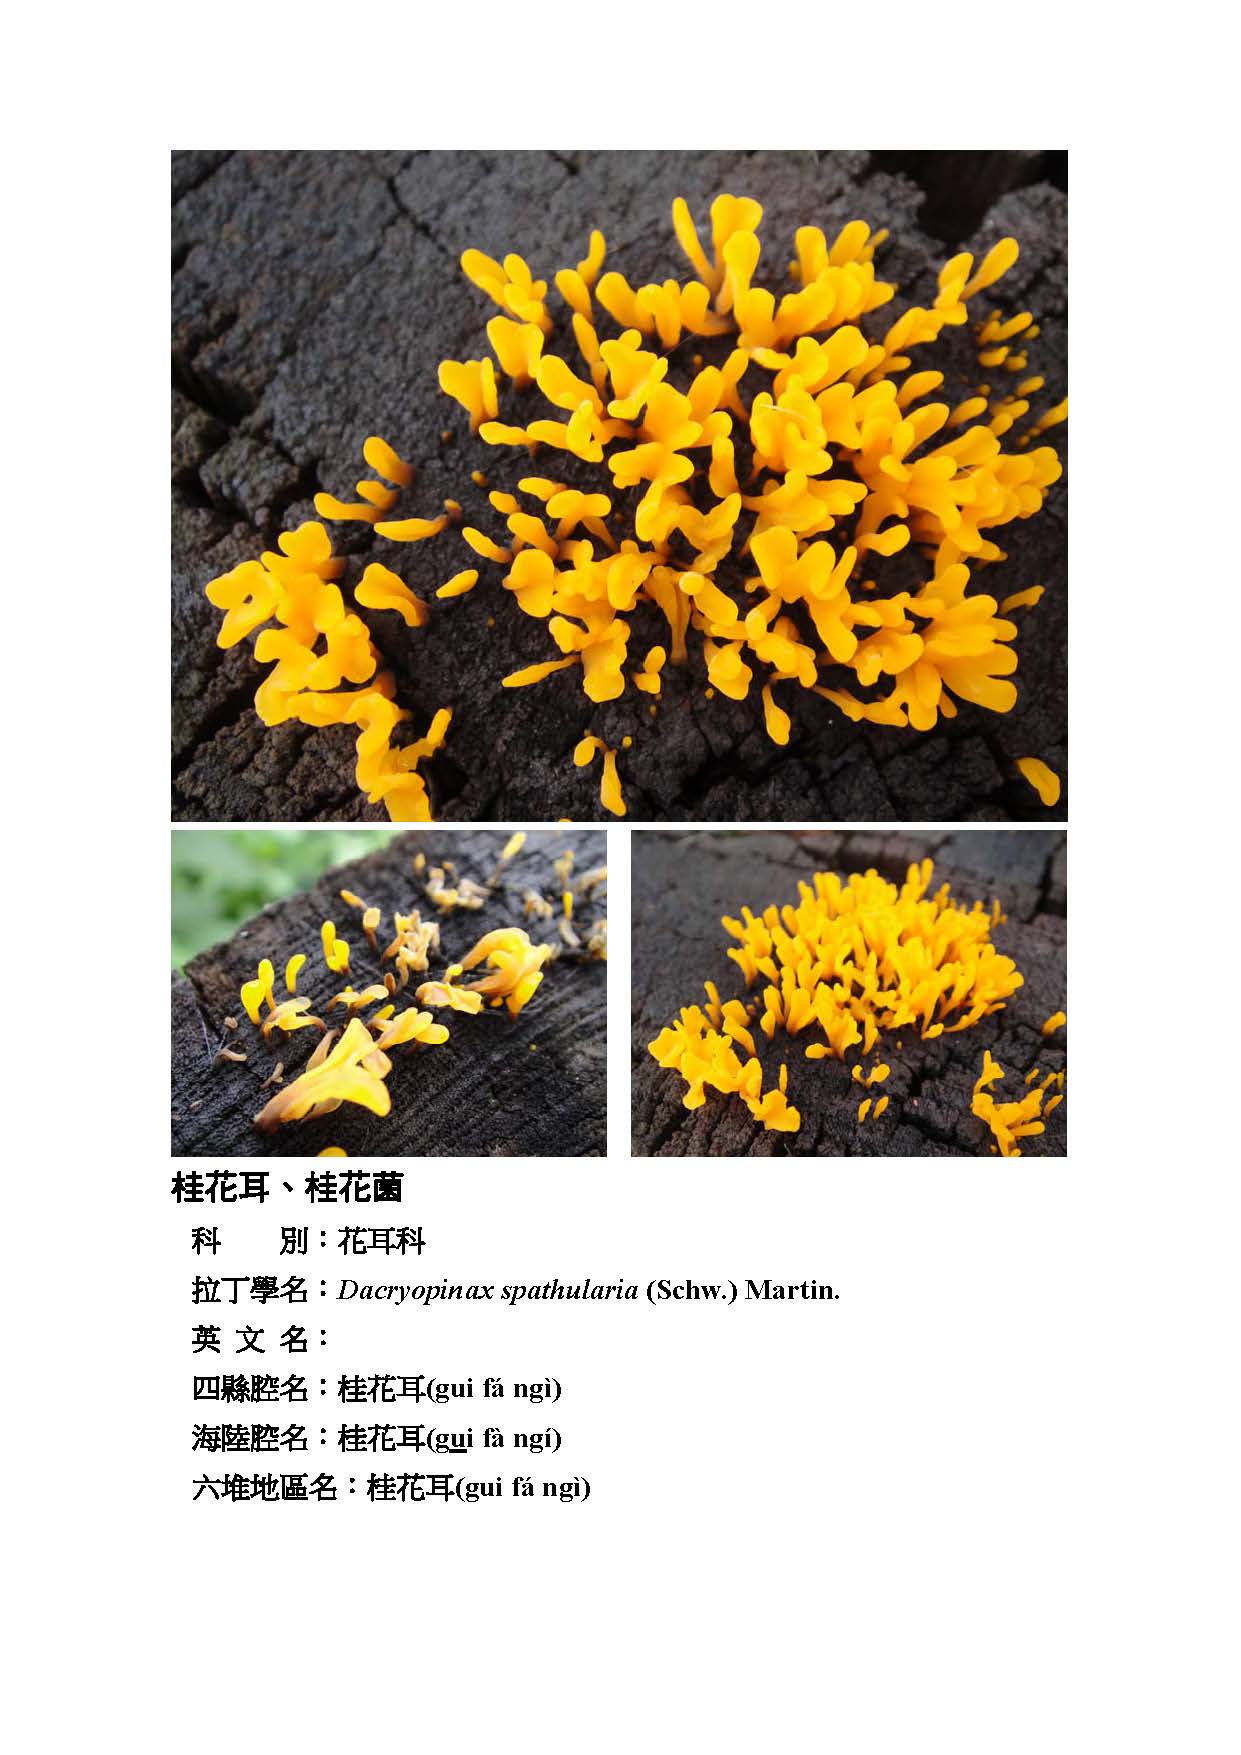 桂花耳、桂花菌
科　　別：花耳科
拉丁學名：Dacryopinax spathularia (Schw.) Martin.
英 文 名：
四縣腔名：桂花耳(gui fá ngì)
海陸腔名：桂花耳(gui fà ngí)
六堆地區名：桂花耳(gui fá ngì)